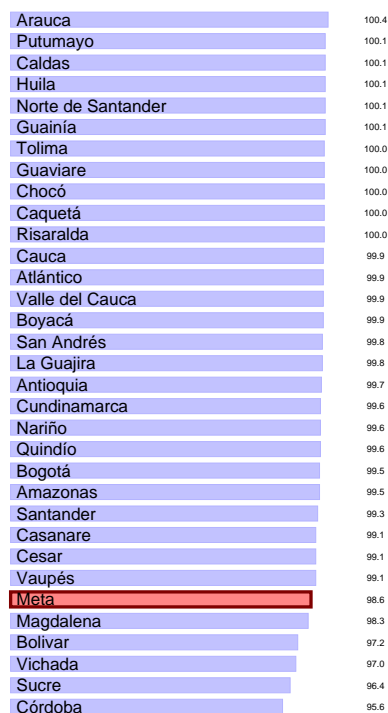 Arauca 100.4
Putumayo 100.1
Caldas 100.1
Huila 100.1
Norte de Santander 100.1
Guainía 100.1
Tolima 100.0
Guaviare 100.0
Chocó 100.0
Caquetá 100.0
Risaralda 100.0
Cauca 99.9
Atlántico 99.9
Valle del Cauca 99.9
Boyacá 99.9
San Andrés 99.8
La Guajira 99.8
Antioquia 99.7
Cundinamarca 99.6
Nariño 99.6
Quindío 99.6
Bogotá 99.5
Amazonas 99.5
Santander 99.3
Casanare 99.1
Cesar 99.1
Vaupés 99.1
Meta 98.6
Magdalena 98.3
Bolivar 97.2
Vichada 97.0
Sucre 96.4
Córdoba 95.6